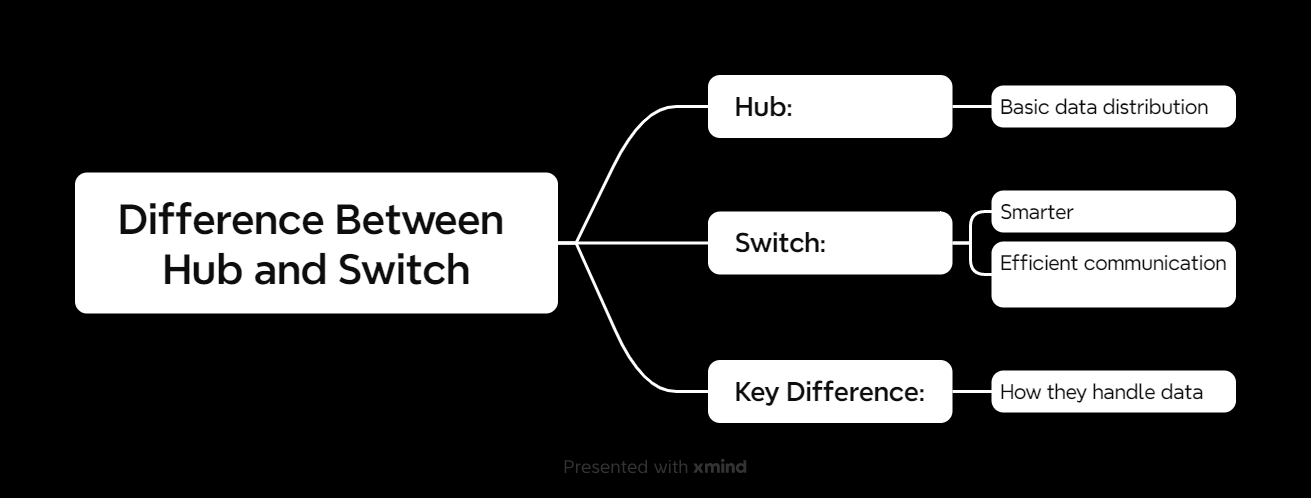 Difference Between
Hub and Switch
Hub:
Basic data distribution
Switch:
Smarter
Efficient communication
Key Difference:
How they handle data
Presented with xmind